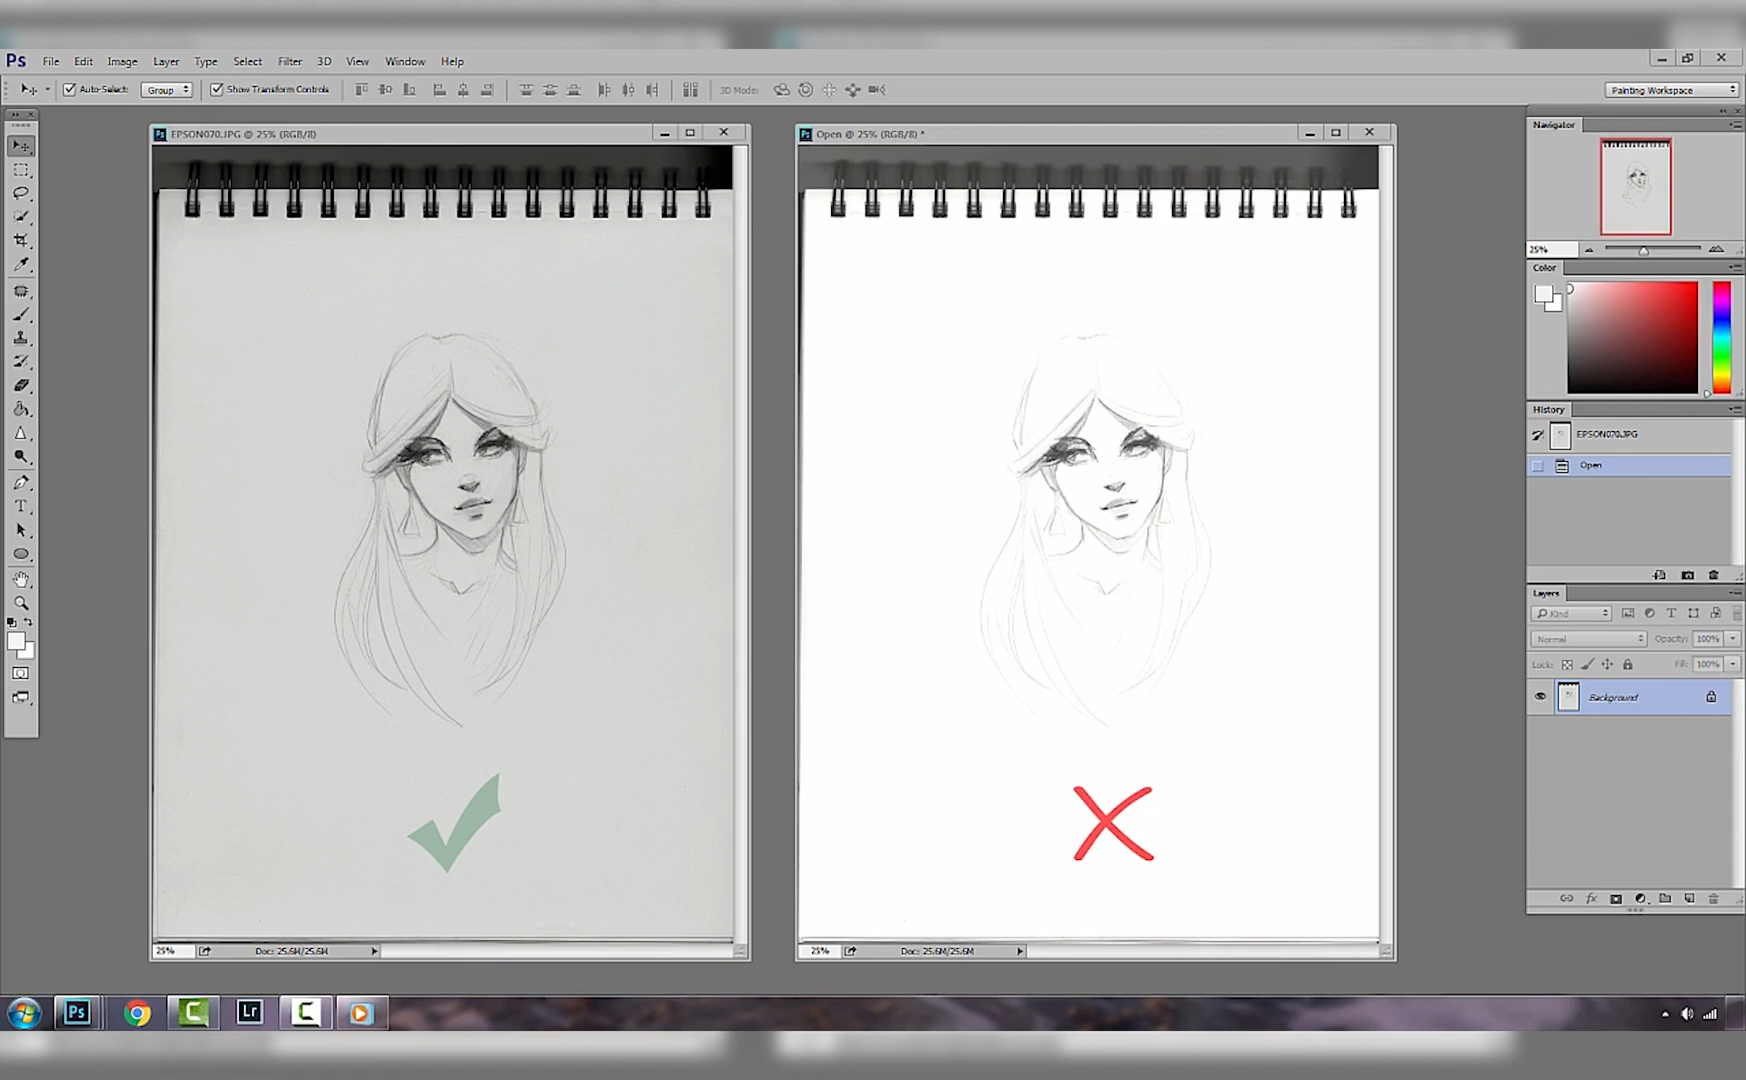 Ps File Edit Image Layer Type Select Filter 3D View Window Help
Auto-Select: Group Show Transform Controls 3D Mode: Painting Workspace
EPSON070.JPG @ 25% (RGB/8)
Open @ 25% (RGB/8) *
Navigator
25%
Color
History
EPSON070.JPG
Open
Layers
Kind
Normal Opacity: 100%
Lock: Fill: 100%
Background
fx
25% Doc: 25.6M/25.6M
25% Doc: 25.6M/25.6M
Ps Lr